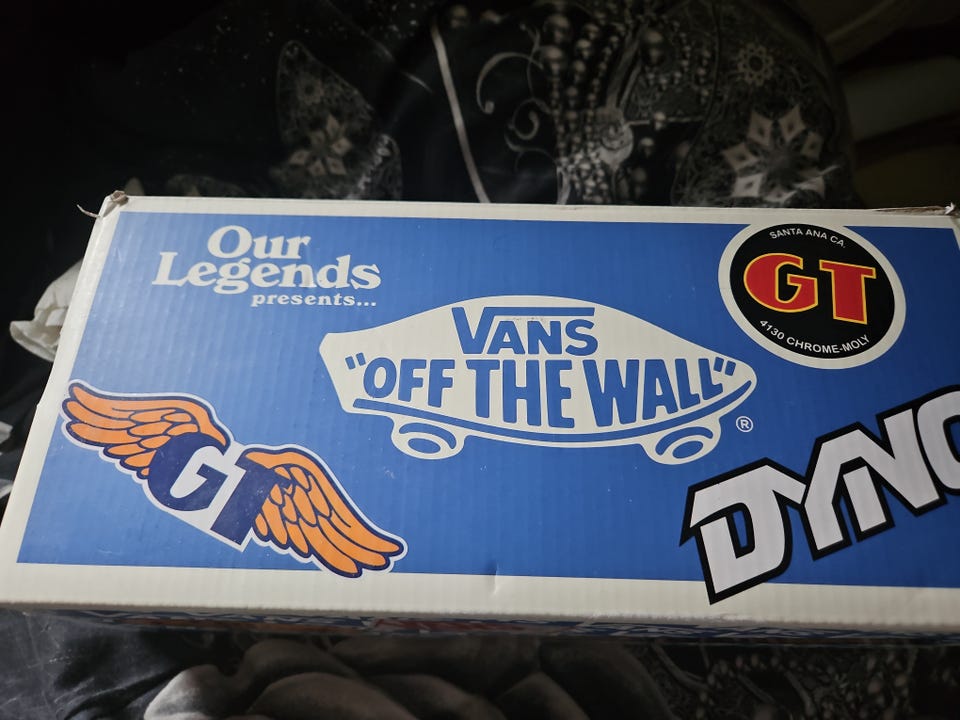 Our
Legends
presents...
VANS
"OFF THE WALL"
®
SANTA ANA CA.
GT
4130 CHROME-MOLY
GT
DYNO